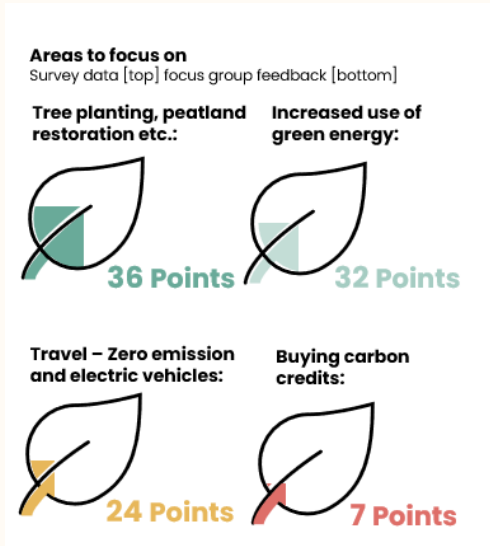 Areas to focus on
Survey data [top] focus group feedback [bottom]
Tree planting, peatland
restoration etc.:
36 Points
Increased use of
green energy:
32 Points
Travel – Zero emission
and electric vehicles:
24 Points
Buying carbon
credits:
7 Points